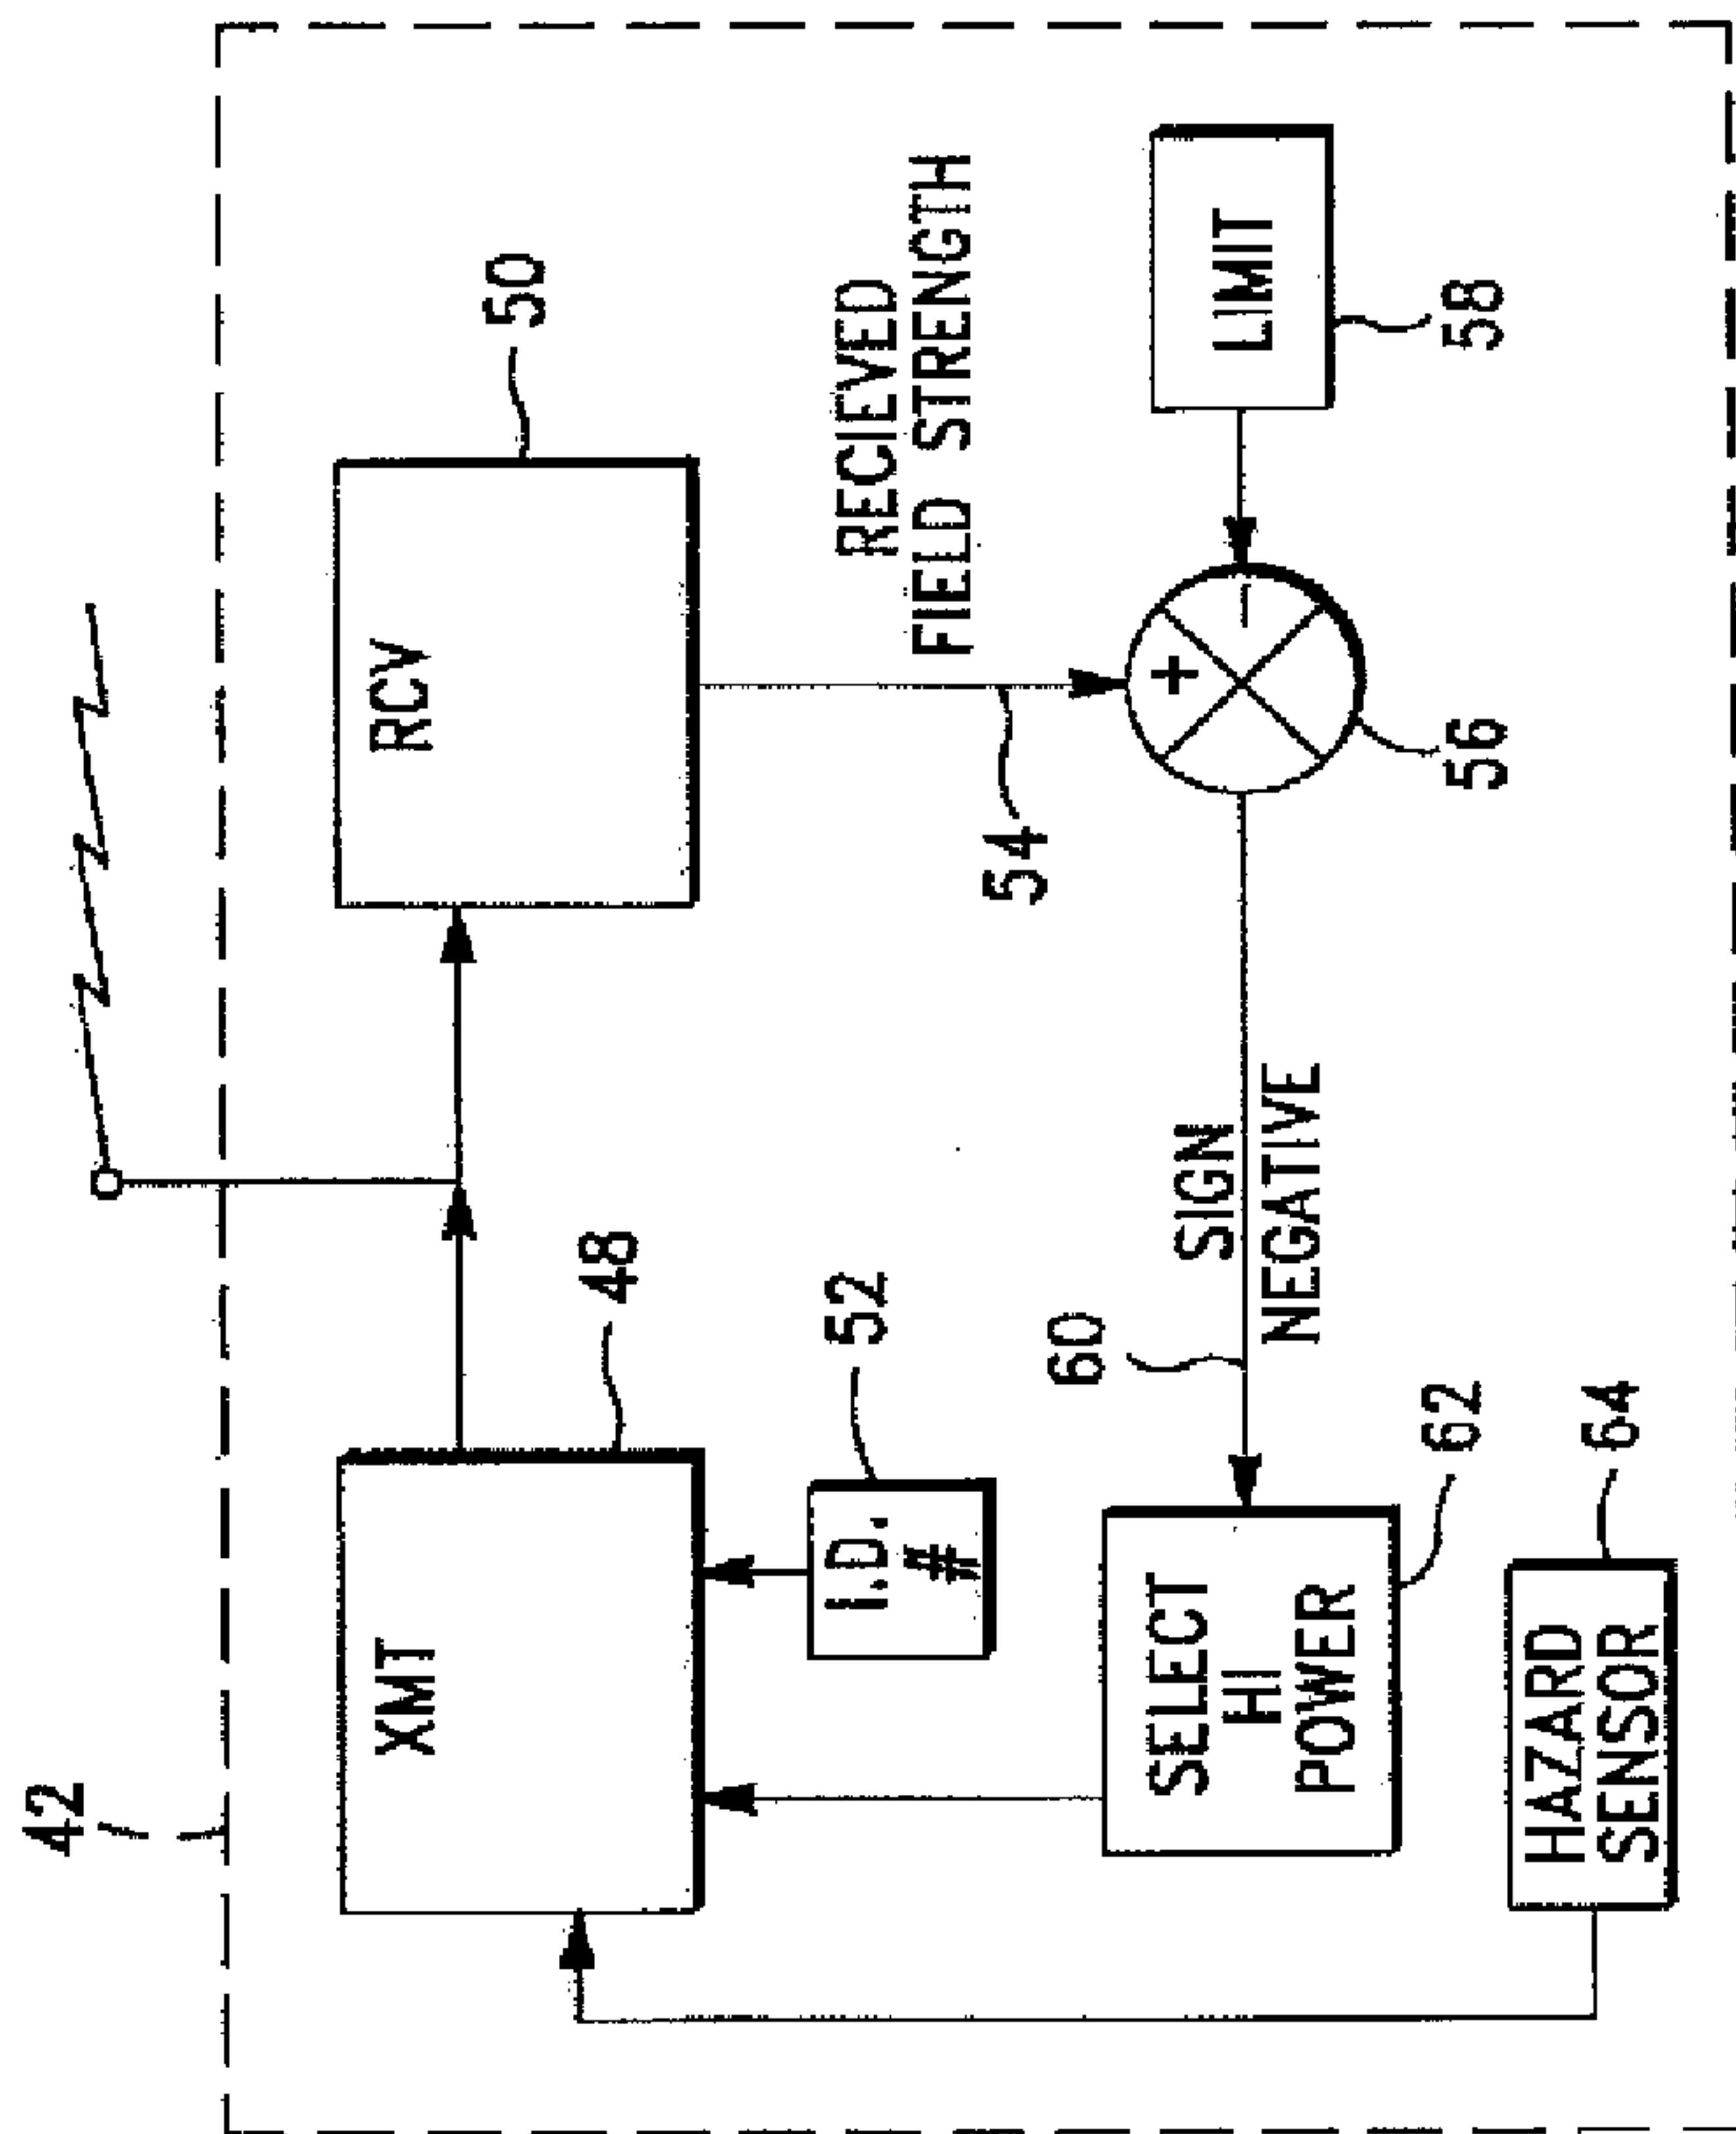 42
XMT
48
RCV
50
i.D.
#
52
RECIEVED
FIELD STRENGTH
54
60
SIGN
NEGATIVE
SELECT
HI
POWER
62
+
−
56
LIMIT
58
HAZARD
SENSOR
64